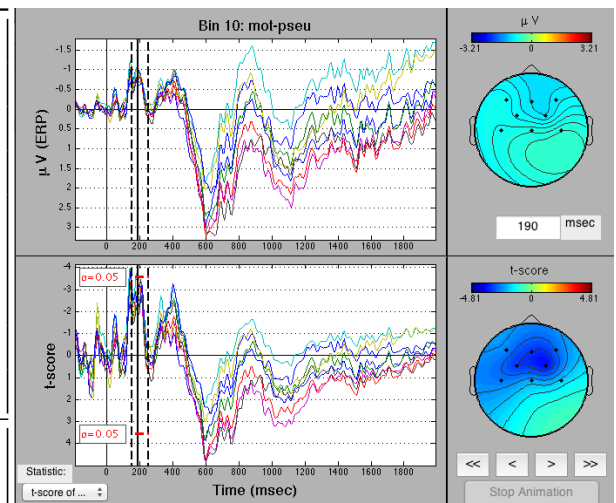 Bin 10: mot-pseu
-1.5
-1
-0.5
0
0.5
1
1.5
2
2.5
3
µ V (ERP)
0 200 400 600 800 1000 1200 1400 1600 1800
µ V
-3.21 0 3.21
190 msec
-4
-3
-2
-1
0
1
2
3
4
t-score
α=0.05
α=0.05
0 200 400 600 800 1000 1200 1400 1600 1800
Time (msec)
Statistic:
t-score of ...
t-score
-4.81 0 4.81
<< < > >>
Stop Animation